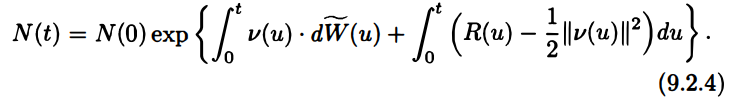 N(t) = N(0) exp { ∫₀ᵗ ν(u) · dW̃(u) + ∫₀ᵗ ( R(u) − ½‖ν(u)‖² ) du } .
(9.2.4)